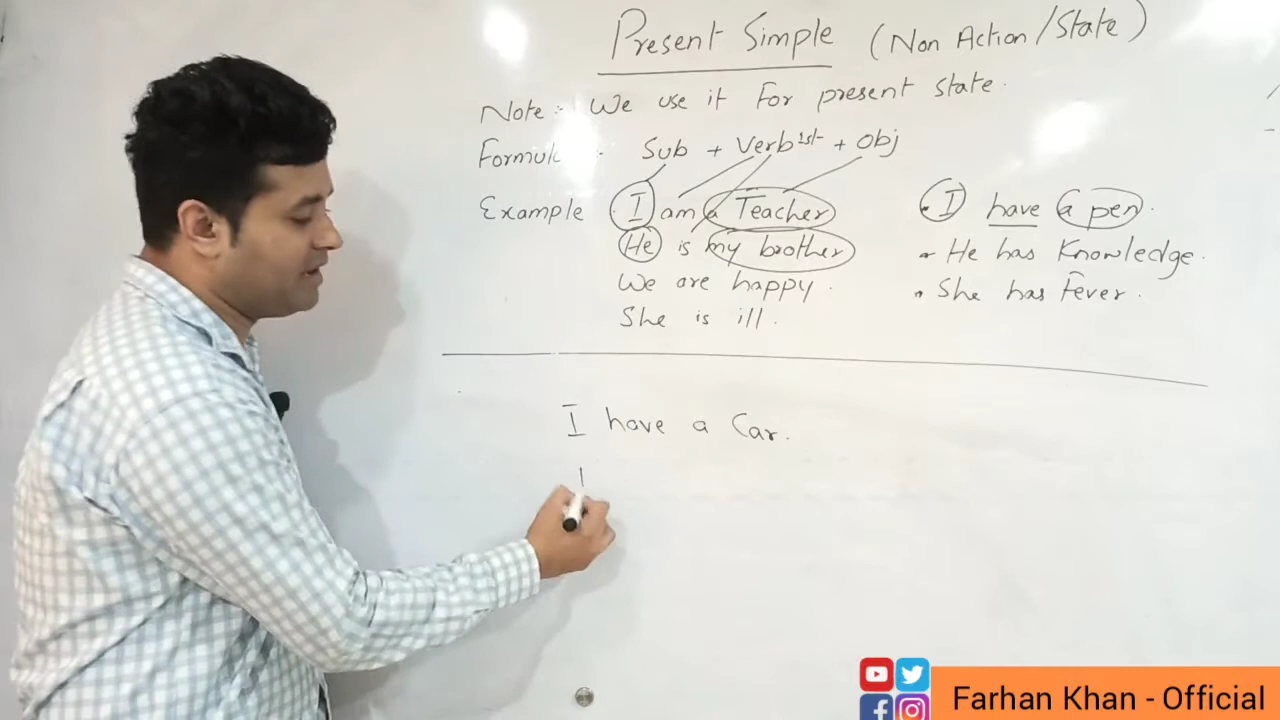 Present Simple (Non Action/State)
Note:- We use it For present state.
Formul : Sub + Verb 1st + Obj
Example . I am a Teacher
He is my brother
We are happy.
She is ill.
. I have a pen.
. He has Knowledge.
. She has Fever.
I have a Car.
Farhan Khan - Official